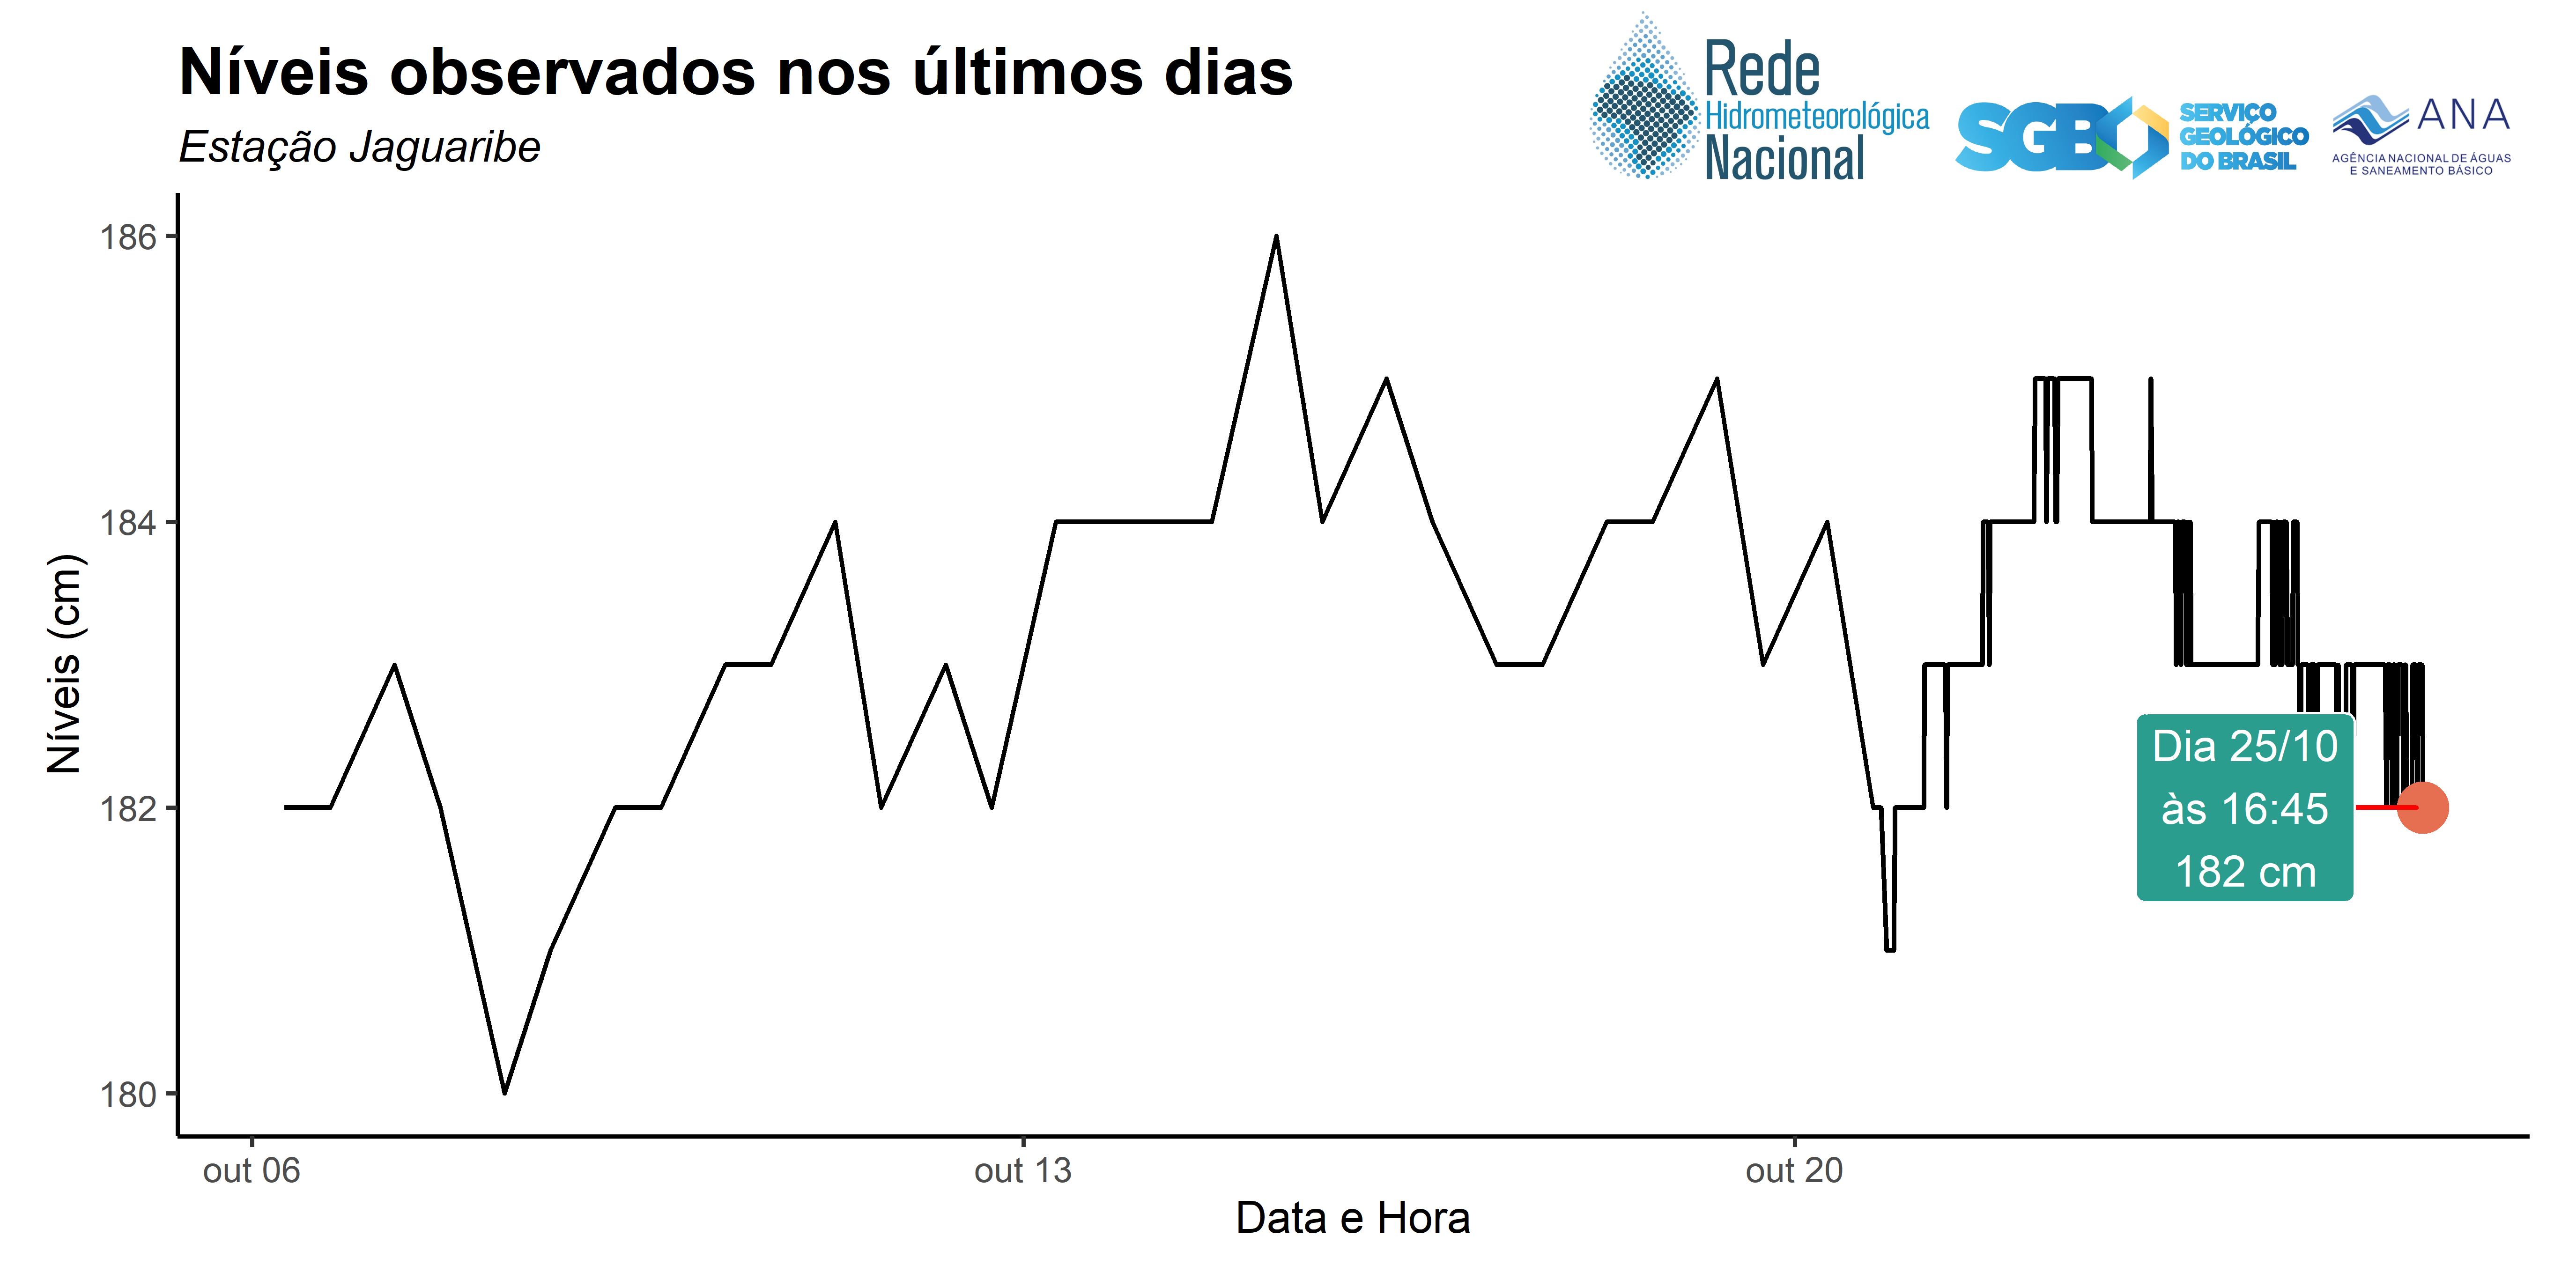 Níveis observados nos últimos dias
Estação Jaguaribe
Rede
Hidrometeorológica
Nacional
SGB
SERVIÇO
GEOLÓGICO
DO BRASIL
ANA
AGÊNCIA NACIONAL DE ÁGUAS
E SANEAMENTO BÁSICO
186
184
182
180
Níveis (cm)
Dia 25/10
às 16:45
182 cm
out 06
out 13
out 20
Data e Hora